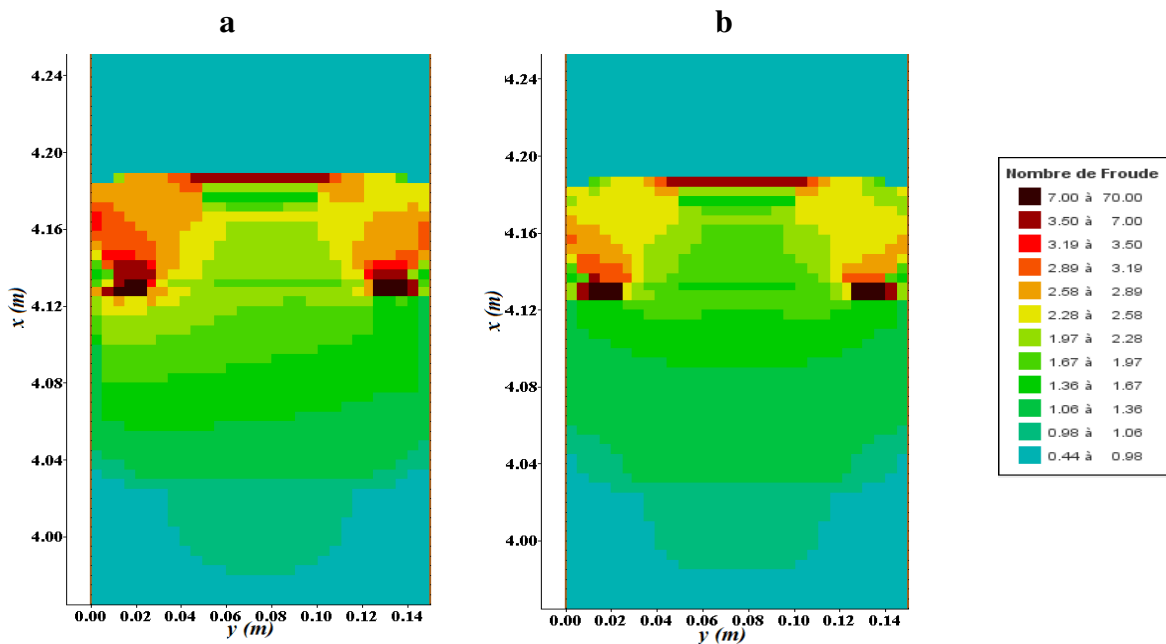 a
b
4.24
4.20
4.16
4.12
4.08
4.04
4.00
x (m)
0.00 0.02 0.04 0.06 0.08 0.10 0.12 0.14
y (m)
4.24
4.20
4.16
4.12
4.08
4.04
4.00
x (m)
0.00 0.02 0.04 0.06 0.08 0.10 0.12 0.14
y (m)
Nombre de Froude
7.00 à 70.00
3.50 à 7.00
3.19 à 3.50
2.89 à 3.19
2.58 à 2.89
2.28 à 2.58
1.97 à 2.28
1.67 à 1.97
1.36 à 1.67
1.06 à 1.36
0.98 à 1.06
0.44 à 0.98